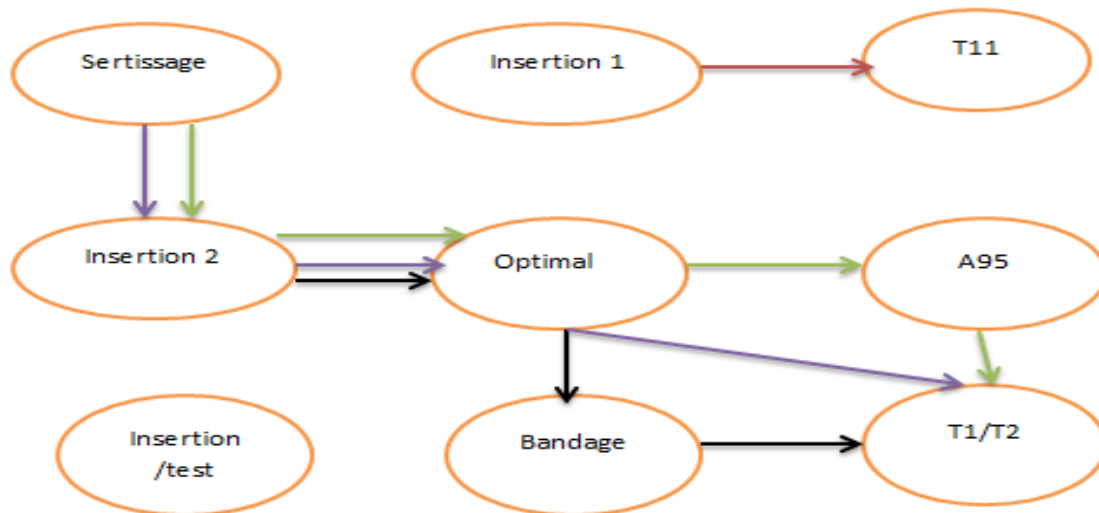 Sertissage
Insertion 1
T11
Insertion 2
Optimal
A95
Insertion
/test
Bandage
T1/T2